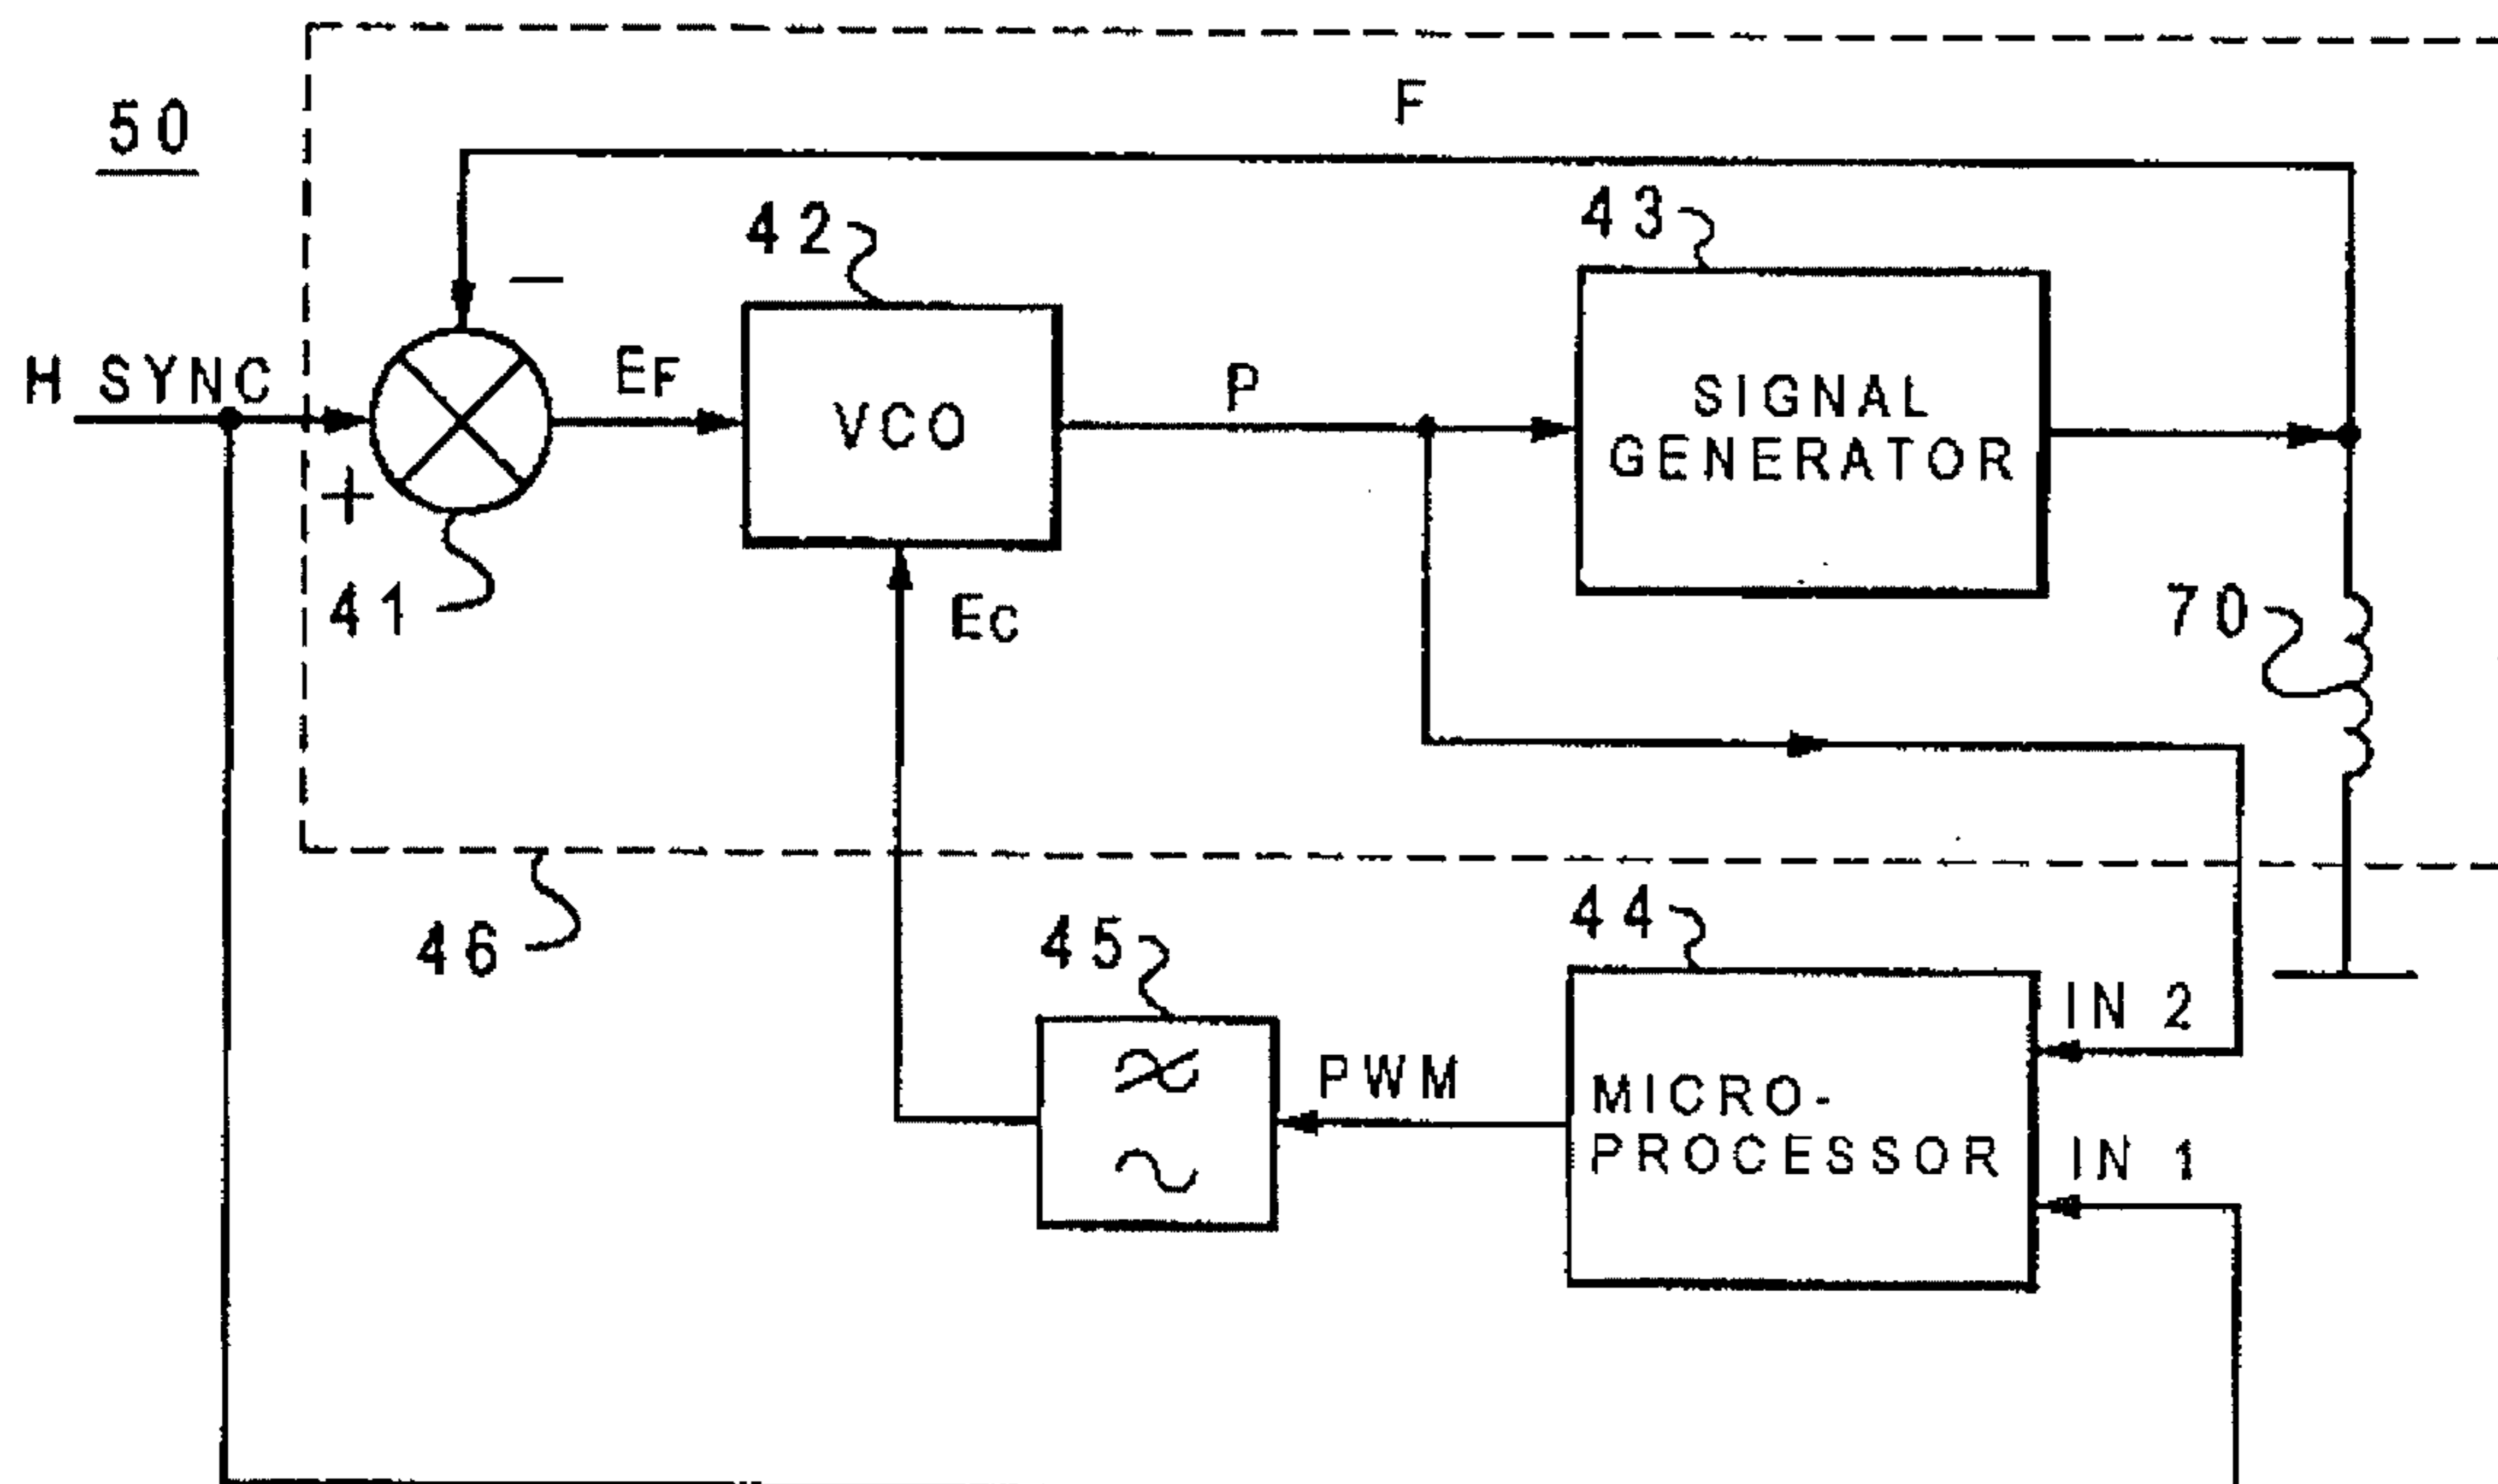 F
50
42
43
−
H SYNC
EF
VCO
P
SIGNAL
GENERATOR
+
41
EC
70
46
45
44
IN 2
PWM
MICRO-
PROCESSOR
IN 1